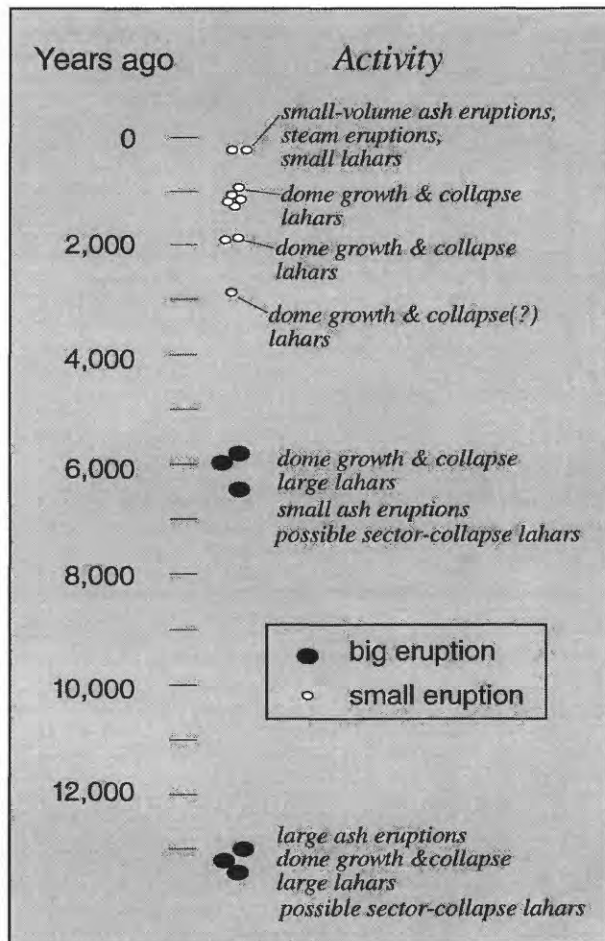 Years ago Activity
small-volume ash eruptions,
0 steam eruptions,
small lahars
dome growth & collapse
lahars
2,000 dome growth & collapse
lahars
dome growth & collapse(?)
lahars
4,000
6,000 dome growth & collapse
large lahars
small ash eruptions
possible sector-collapse lahars
8,000
big eruption
10,000 small eruption
12,000
large ash eruptions
dome growth &collapse
large lahars
possible sector-collapse lahars